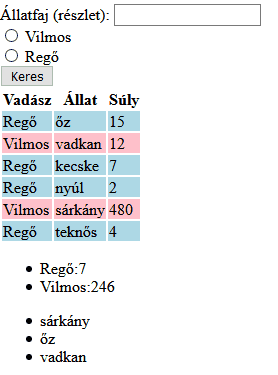 Állatfaj (részlet):
Vilmos
Regő
Keres
Vadász Állat Súly
Regő őz 15
Vilmos vadkan 12
Regő kecske 7
Regő nyúl 2
Vilmos sárkány 480
Regő teknős 4
Regő:7
Vilmos:246
sárkány
őz
vadkan